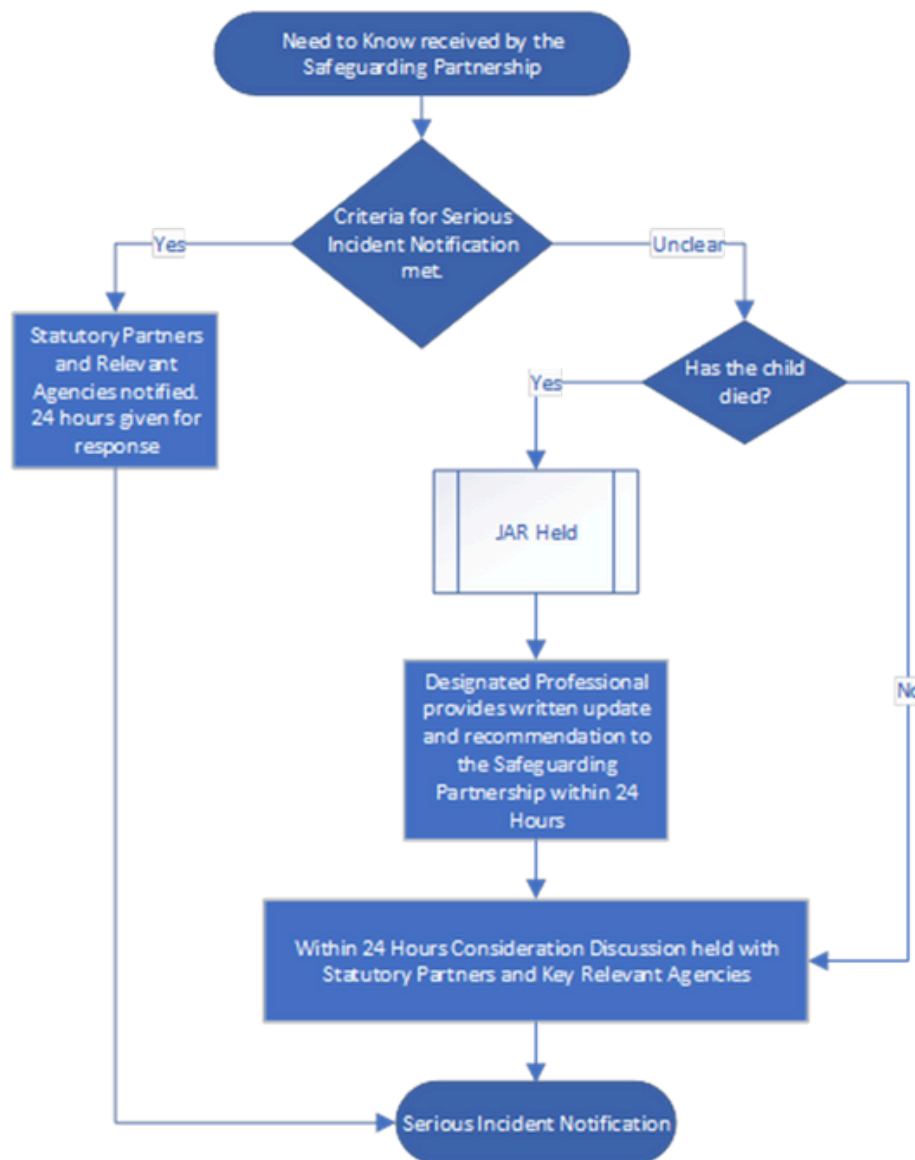 Need to Know received by the
Safeguarding Partnership
Criteria for Serious
Incident Notification
met.
Yes
Unclear
Statutory Partners
and Relevant
Agencies notified.
24 hours given for
response
Has the child
died?
Yes
No
JAR Held
Designated Professional
provides written update
and recommendation to
the Safeguarding
Partnership within 24
Hours
Within 24 Hours Consideration Discussion held with
Statutory Partners and Key Relevant Agencies
Serious Incident Notification